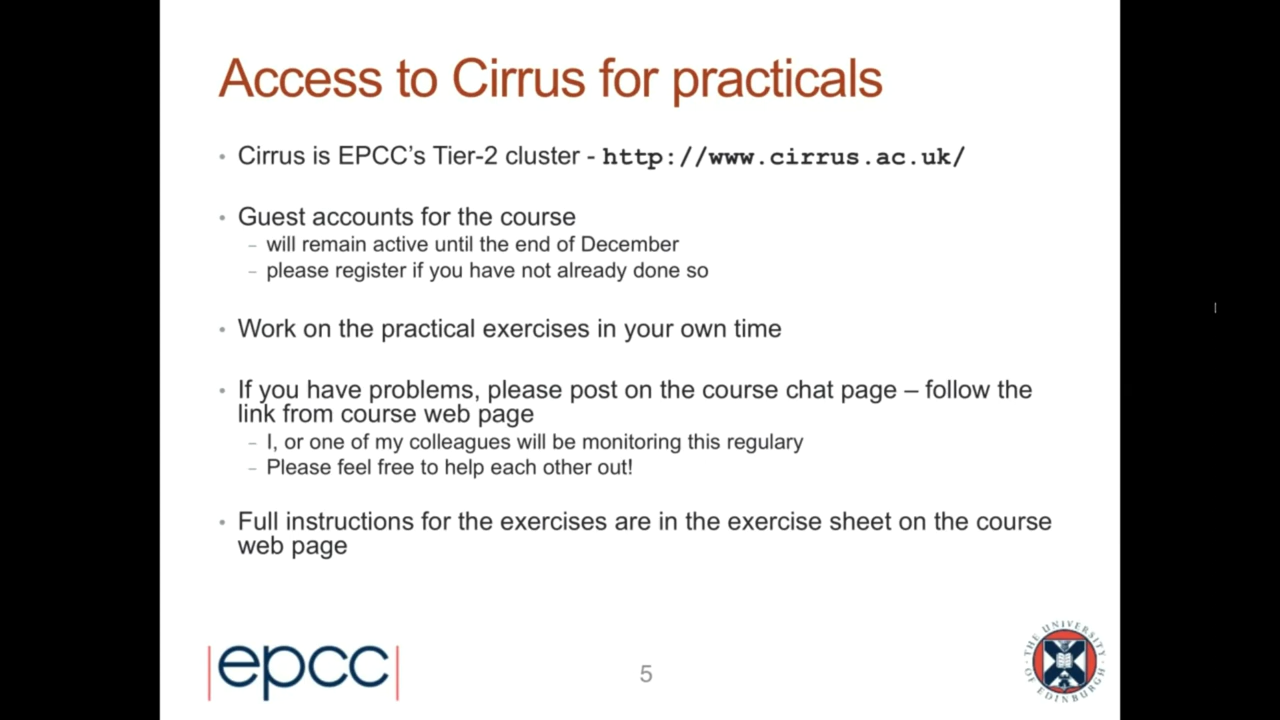 Access to Cirrus for practicals
• Cirrus is EPCC’s Tier-2 cluster - http://www.cirrus.ac.uk/
• Guest accounts for the course
– will remain active until the end of December
– please register if you have not already done so
• Work on the practical exercises in your own time
• If you have problems, please post on the course chat page – follow the
link from course web page
– I, or one of my colleagues will be monitoring this regulary
– Please feel free to help each other out!
• Full instructions for the exercises are in the exercise sheet on the course
web page
|epcc|
5
THE UNIVERSITY OF EDINBURGH